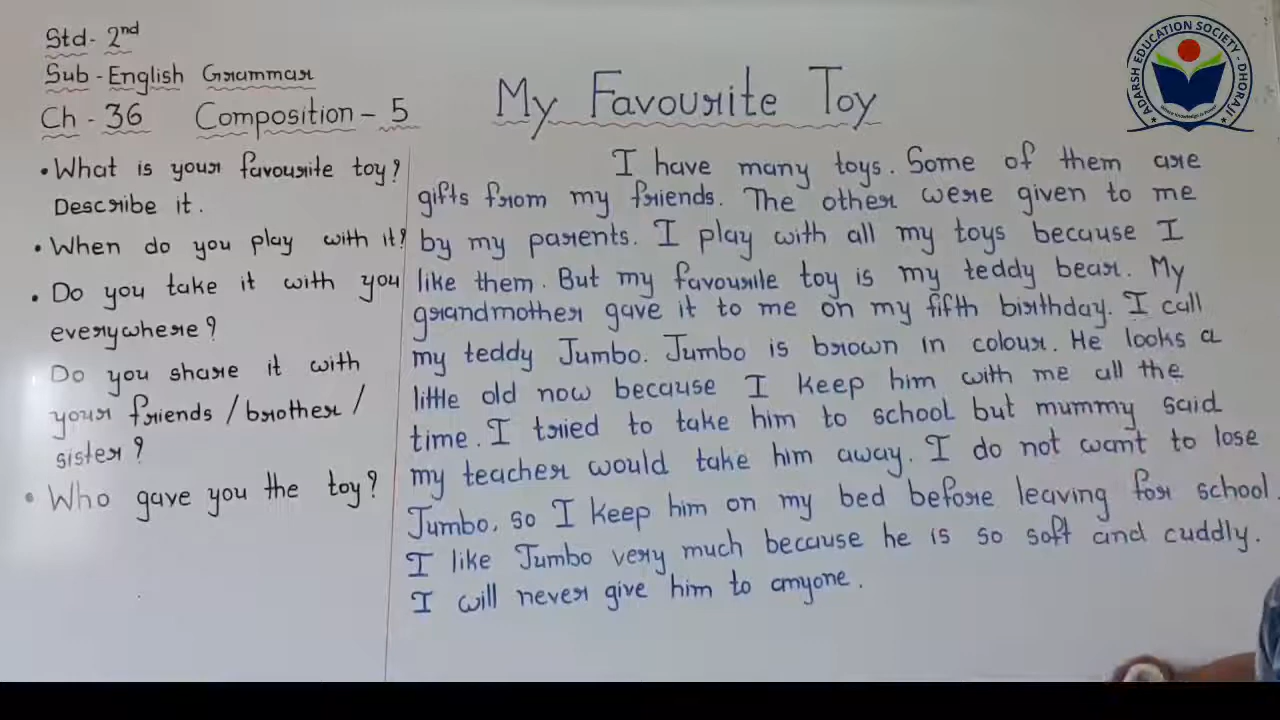 Std- 2nd
Sub - English Grammar
Ch - 36 Composition - 5
• What is your favourite toy?
Describe it.
• When do you play with it?
• Do you take it with you
everywhere?
Do you share it with
your friends / brother /
sister?
• Who gave you the toy?
My Favourite Toy
I have many toys. Some of them are
gifts from my friends. The other were given to me
by my parents. I play with all my toys because I
like them. But my favourite toy is my teddy bear. My
grandmother gave it to me on my fifth birthday. I call
my teddy Jumbo. Jumbo is brown in colour. He looks a
little old now because I keep him with me all the
time. I tried to take him to school but mummy said
my teacher would take him away. I do not want to lose
Jumbo, so I keep him on my bed before leaving for school
I like Jumbo very much because he is so soft and cuddly.
I will never give him to anyone.
ADARSH EDUCATION SOCIETY - DHORAJI